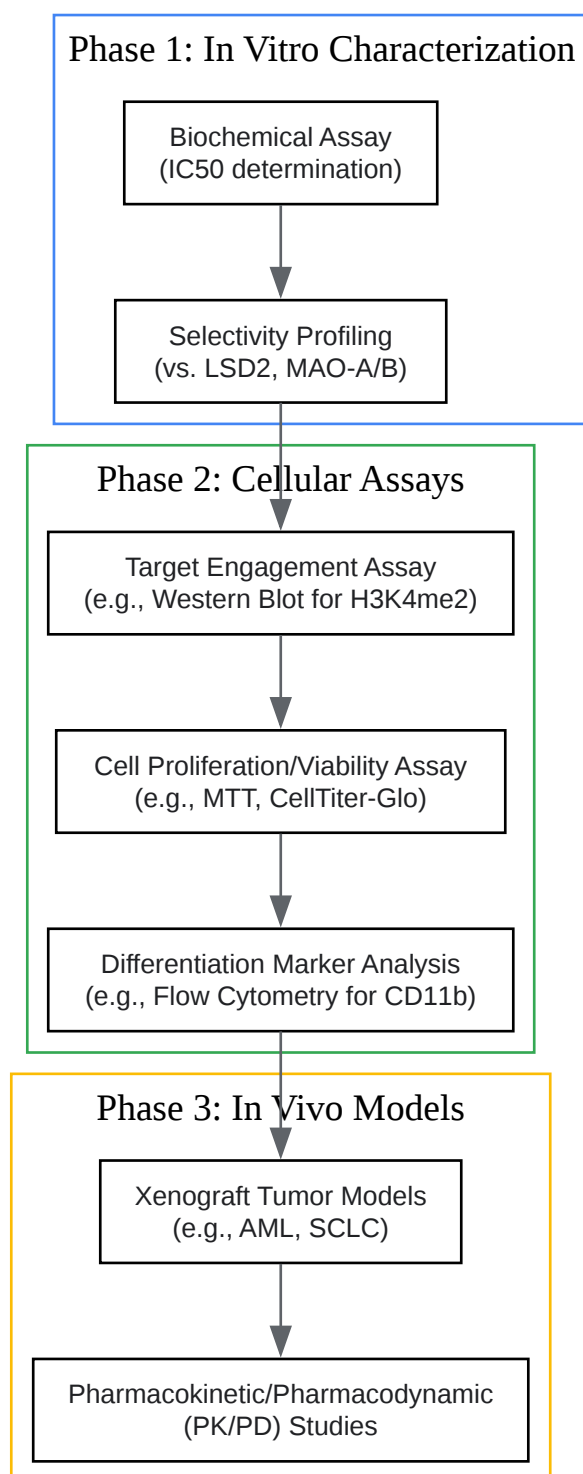 Phase 1: In Vitro Characterization
Biochemical Assay
(IC50 determination)
Selectivity Profiling
(vs. LSD2, MAO-A/B)
Phase 2: Cellular Assays
Target Engagement Assay
(e.g., Western Blot for H3K4me2)
Cell Proliferation/Viability Assay
(e.g., MTT, CellTiter-Glo)
Differentiation Marker Analysis
(e.g., Flow Cytometry for CD11b)
Phase 3: In Vivo Models
Xenograft Tumor Models
(e.g., AML, SCLC)
Pharmacokinetic/Pharmacodynamic
(PK/PD) Studies